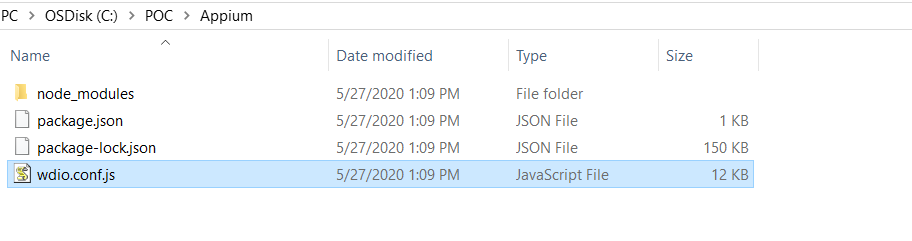 PC > OSDisk (C:) > POC > Appium
Name Date modified Type Size
node_modules 5/27/2020 1:09 PM File folder
package.json 5/27/2020 1:09 PM JSON File 1 KB
package-lock.json 5/27/2020 1:09 PM JSON File 150 KB
wdio.conf.js 5/27/2020 1:09 PM JavaScript File 12 KB